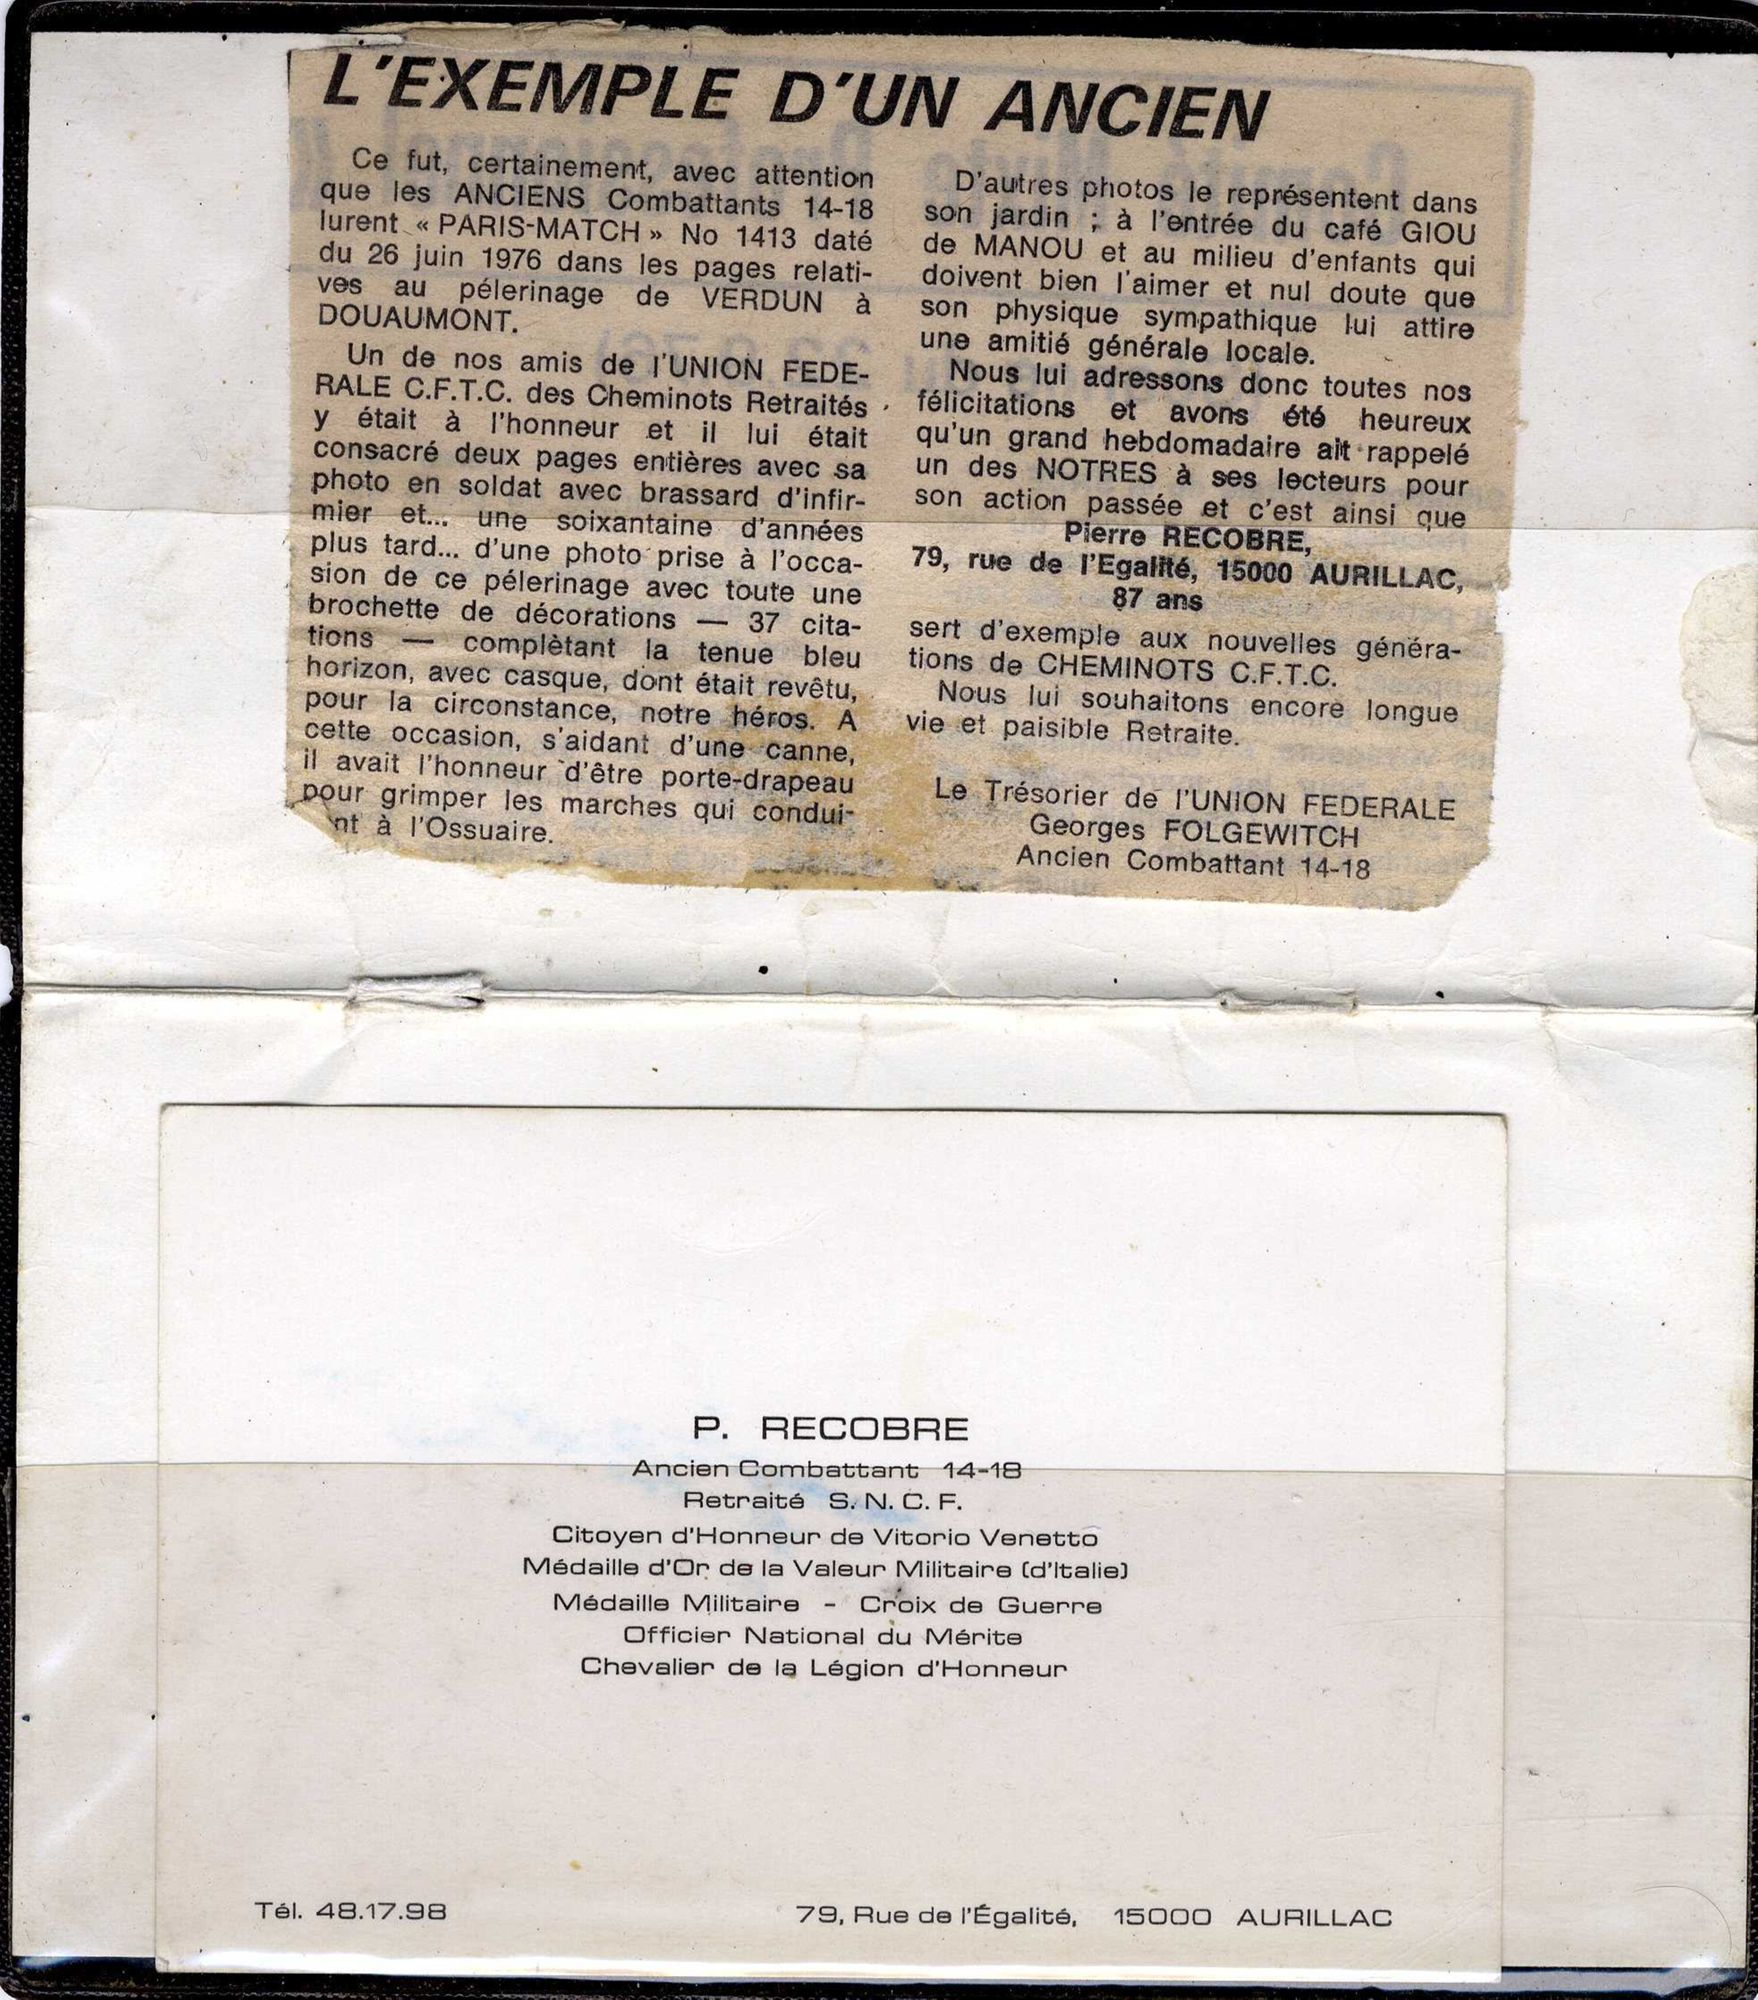 L'EXEMPLE D'UN ANCIEN
Ce fut, certainement, avec attention
que les ANCIENS Combattants 14-18
lurent « PARIS-MATCH » No 1413 daté
du 26 juin 1976 dans les pages relati-
ves au pélerinage de VERDUN à
DOUAUMONT.
Un de nos amis de l'UNION FEDE-
RALE C.F.T.C. des Cheminots Retraités
y était à l'honneur et il lui était
consacré deux pages entières avec sa
photo en soldat avec brassard d'infir-
mier et... une soixantaine d'années
plus tard... d'une photo prise à l'occa-
sion de ce pélerinage avec toute une
brochette de décorations — 37 cita-
tions — complètant la tenue bleu
horizon, avec casque, dont était revêtu,
pour la circonstance, notre héros. A
cette occasion, s'aidant d'une canne,
il avait l'honneur d'être porte-drapeau
pour grimper les marches qui condui-
nt à l'Ossuaire.
D'autres photos le représentent dans
son jardin ; à l'entrée du café GIOU
de MANOU et au milieu d'enfants qui
doivent bien l'aimer et nul doute que
son physique sympathique lui attire
une amitié générale locale.
Nous lui adressons donc toutes nos
félicitations et avons été heureux
qu'un grand hebdomadaire ait rappelé
un des NOTRES à ses lecteurs pour
son action passée et c'est ainsi que
Pierre RECOBRE,
79, rue de l'Egalité, 15000 AURILLAC,
87 ans
sert d'exemple aux nouvelles généra-
tions de CHEMINOTS C.F.T.C.
Nous lui souhaitons encore longue
vie et paisible Retraite.
Le Trésorier de l'UNION FEDERALE
Georges FOLGEWITCH
Ancien Combattant 14-18
P. RECOBRE
Ancien Combattant 14-18
Retraité S.N.C.F.
Citoyen d'Honneur de Vitorio Venetto
Médaille d'Or de la Valeur Militaire (d'Italie)
Médaille Militaire - Croix de Guerre
Officier National du Mérite
Chevalier de la Légion d'Honneur
Tél. 48.17.98
79, Rue de l'Égalité, 15000 AURILLAC